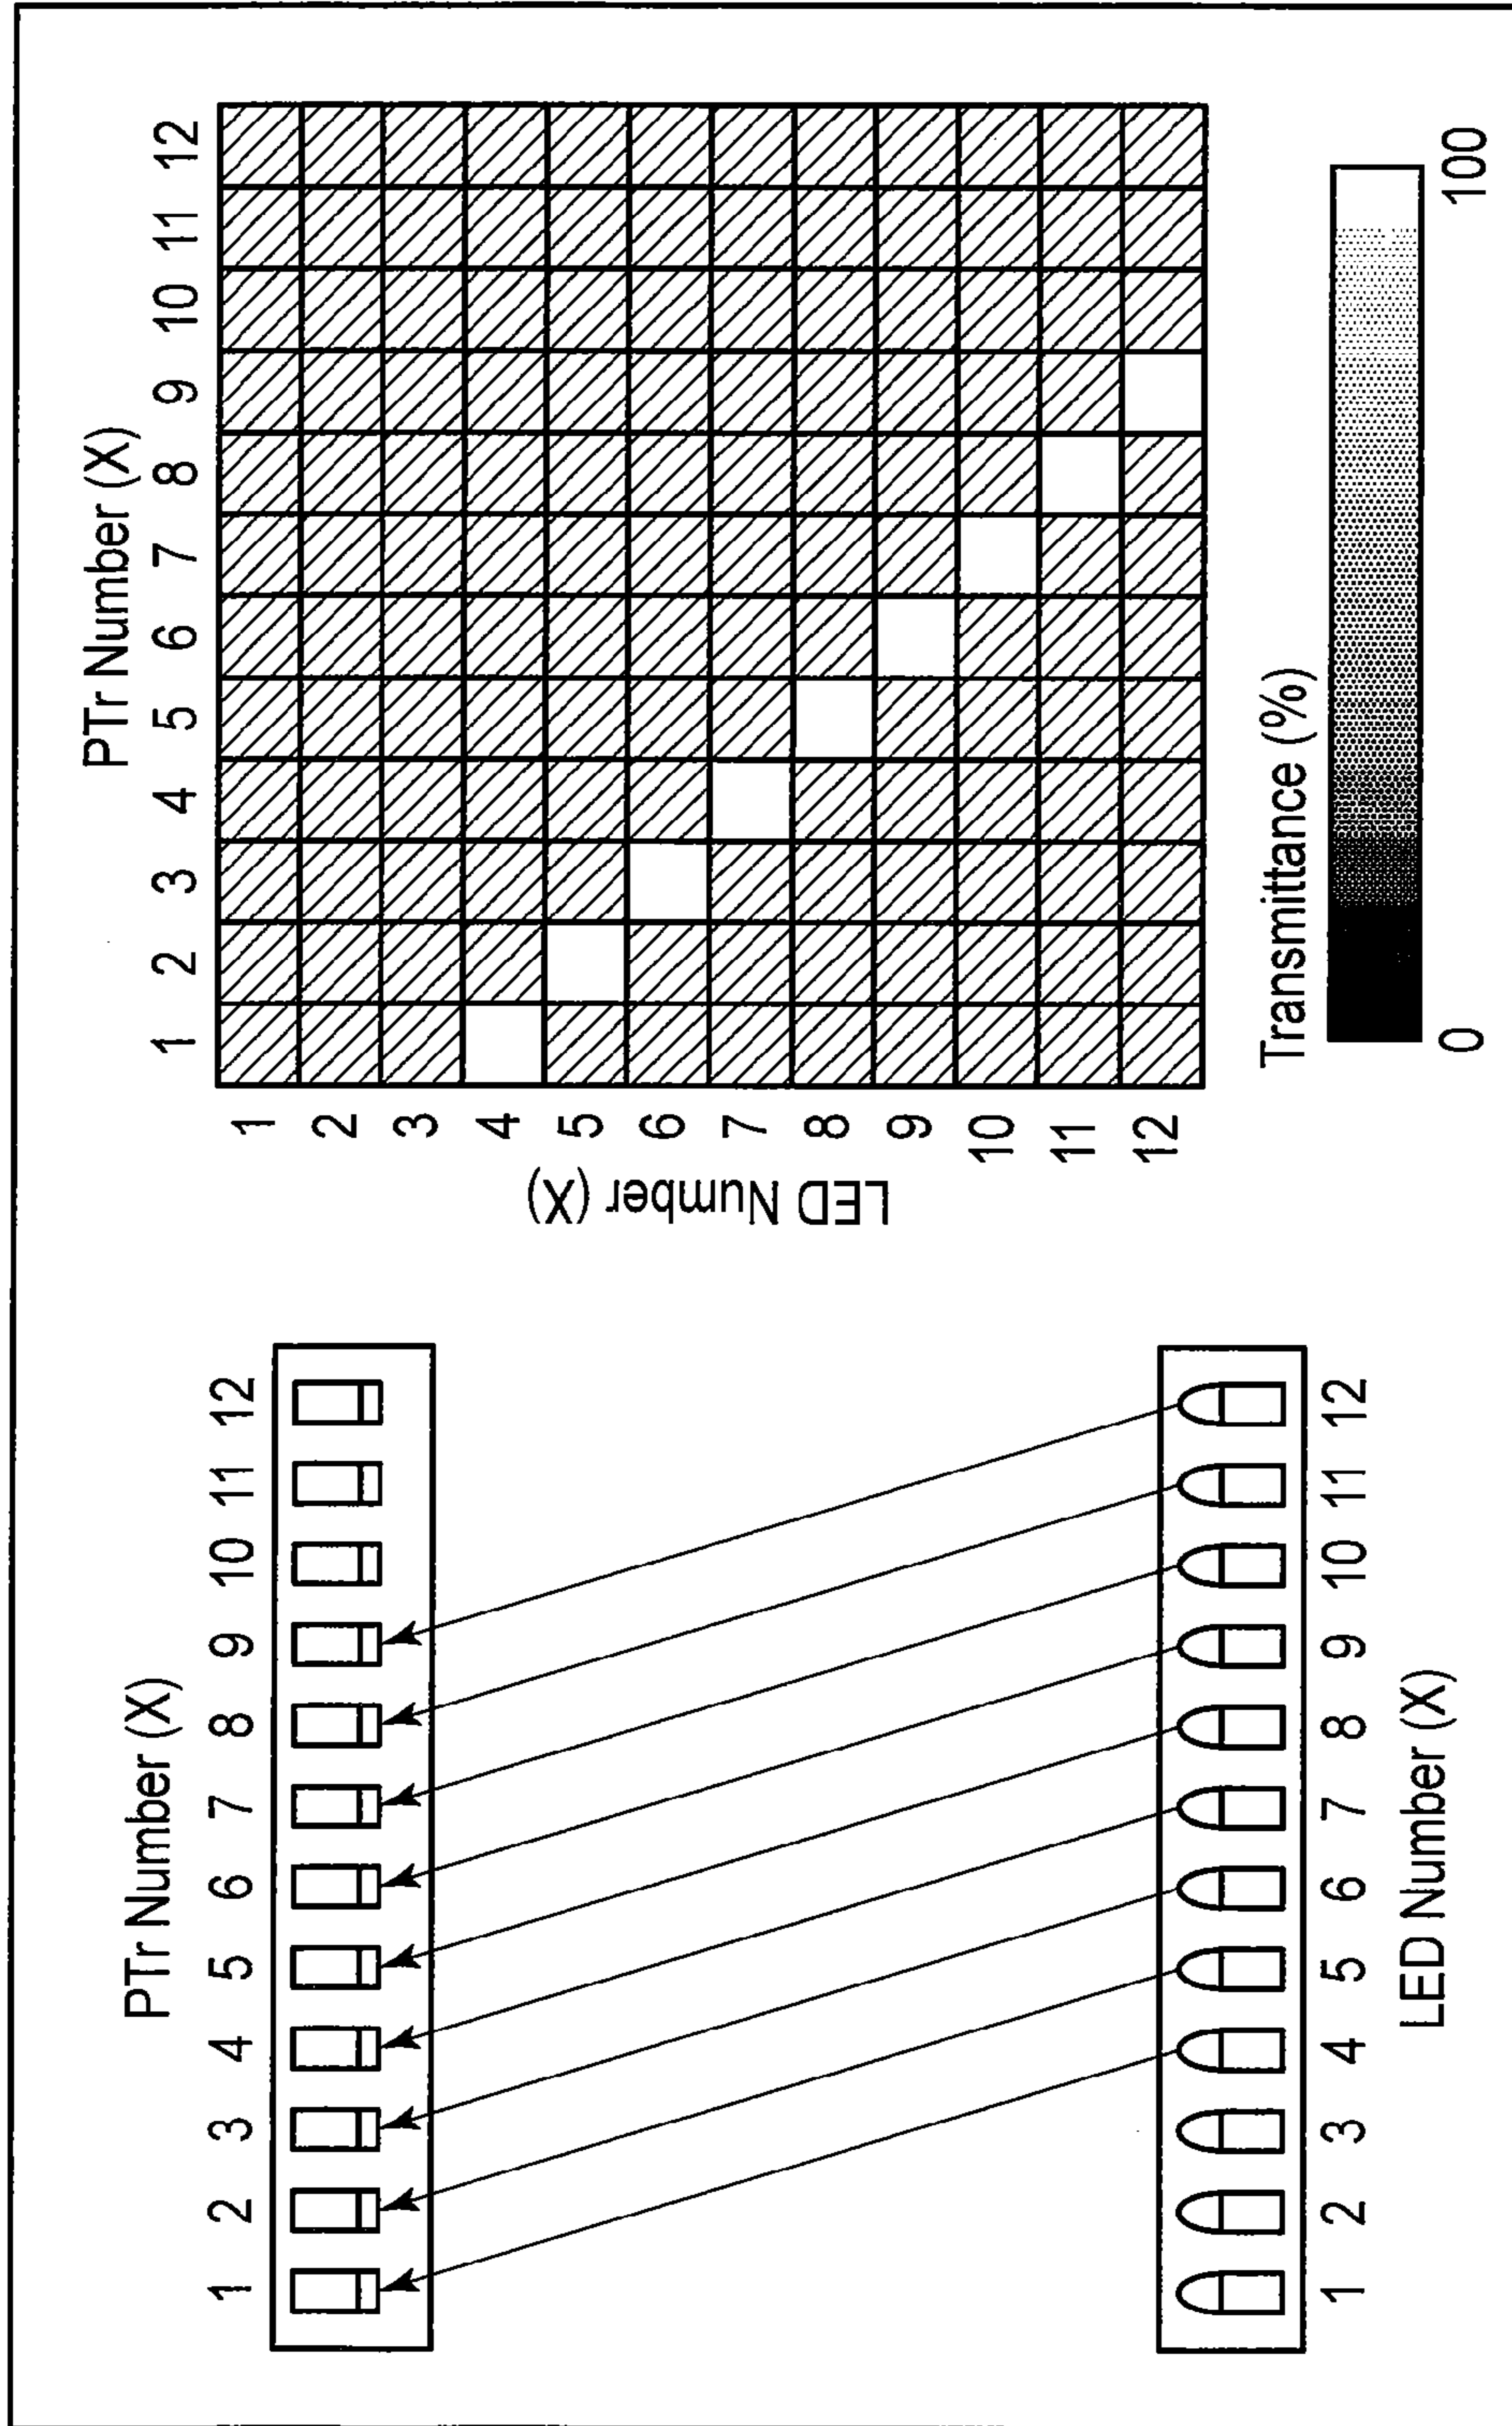 PTr Number (X)
1 2 3 4 5 6 7 8 9 10 11 12
1 2 3 4 5 6 7 8 9 10 11 12
LED Number (X)
PTr Number (X)
1 2 3 4 5 6 7 8 9 10 11 12
LED Number (X)
1
2
3
4
5
6
7
8
9
10
11
12
Transmittance (%)
0 100